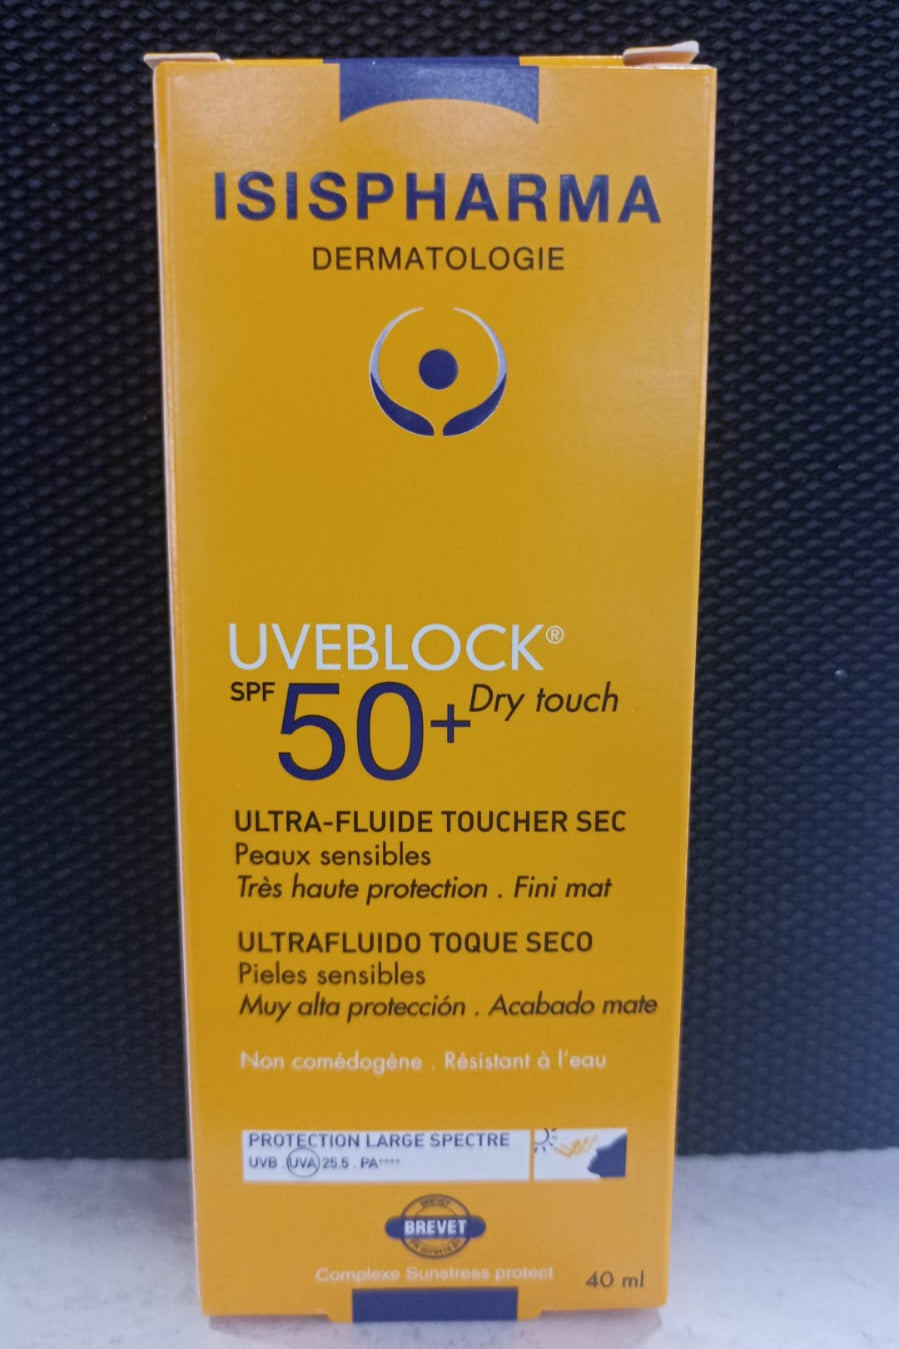 ISISPHARMA
DERMATOLOGIE
UVEBLOCK®
SPF 50+ Dry touch
ULTRA-FLUIDE TOUCHER SEC
Peaux sensibles
Très haute protection . Fini mat
ULTRAFLUIDO TOQUE SECO
Pieles sensibles
Muy alta protección . Acabado mate
Non comédogène . Résistant à l'eau
PROTECTION LARGE SPECTRE
UVB . UVA 25.5 . PA++++
BREVET
BREVET
Complexe Sunstress protect
40 ml